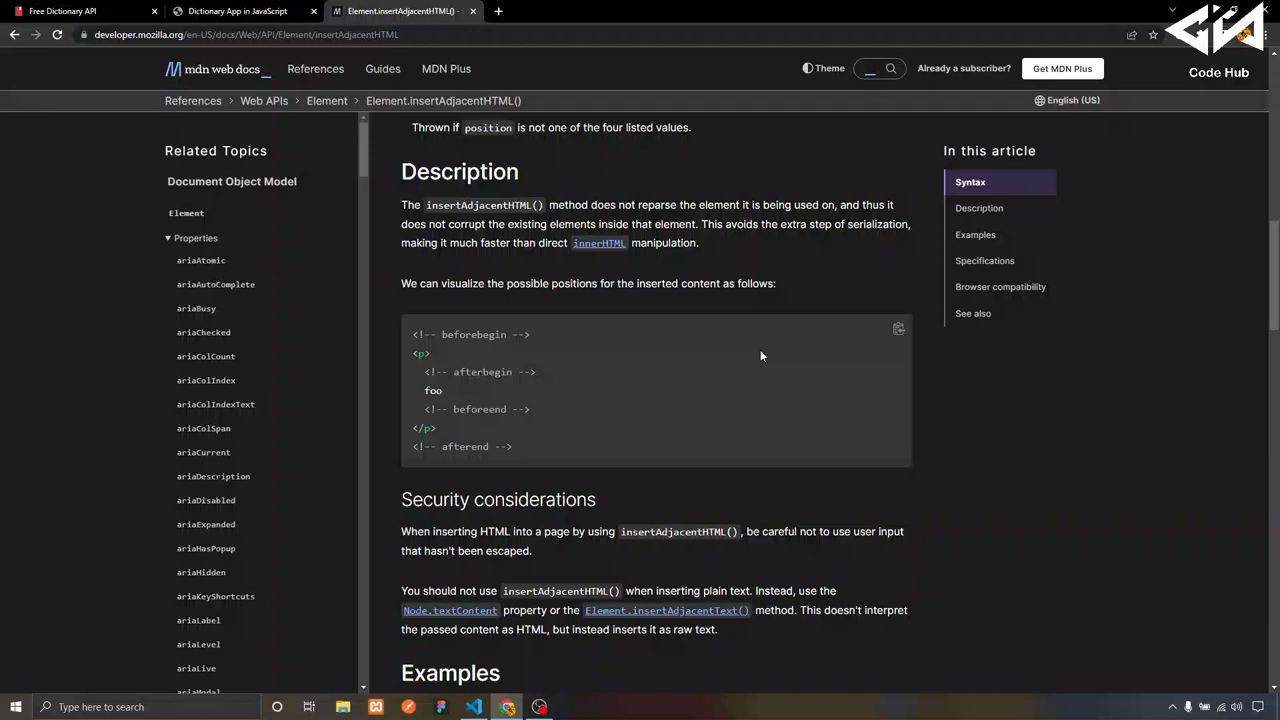 Free Dictionary API
Dictionary App in JavaScript
Element.insertAdjacentHTML() -
developer.mozilla.org/en-US/docs/Web/API/Element/insertAdjacentHTML
Code Hub
mdn web docs_
References
Guides
MDN Plus
Theme
Already a subscriber?
Get MDN Plus
References
Web APIs
Element
Element.insertAdjacentHTML()
English (US)
Related Topics
Document Object Model
Element
Properties
ariaAtomic
ariaAutoComplete
ariaBusy
ariaChecked
ariaColCount
ariaColIndex
ariaColIndexText
ariaColSpan
ariaCurrent
ariaDescription
ariaDisabled
ariaExpanded
ariaHasPopup
ariaHidden
ariaKeyShortcuts
ariaLabel
ariaLevel
ariaLive
ariaModal
Thrown if position is not one of the four listed values.
Description
The insertAdjacentHTML() method does not reparse the element it is being used on, and thus it
does not corrupt the existing elements inside that element. This avoids the extra step of serialization,
making it much faster than direct innerHTML manipulation.
We can visualize the possible positions for the inserted content as follows:
<!-- beforebegin -->
<p>
<!-- afterbegin -->
foo
<!-- beforeend -->
</p>
<!-- afterend -->
Security considerations
When inserting HTML into a page by using insertAdjacentHTML(), be careful not to use user input
that hasn't been escaped.
You should not use insertAdjacentHTML() when inserting plain text. Instead, use the
Node.textContent property or the Element.insertAdjacentText() method. This doesn't interpret
the passed content as HTML, but instead inserts it as raw text.
Examples
In this article
Syntax
Description
Examples
Specifications
Browser compatibility
See also
Type here to search